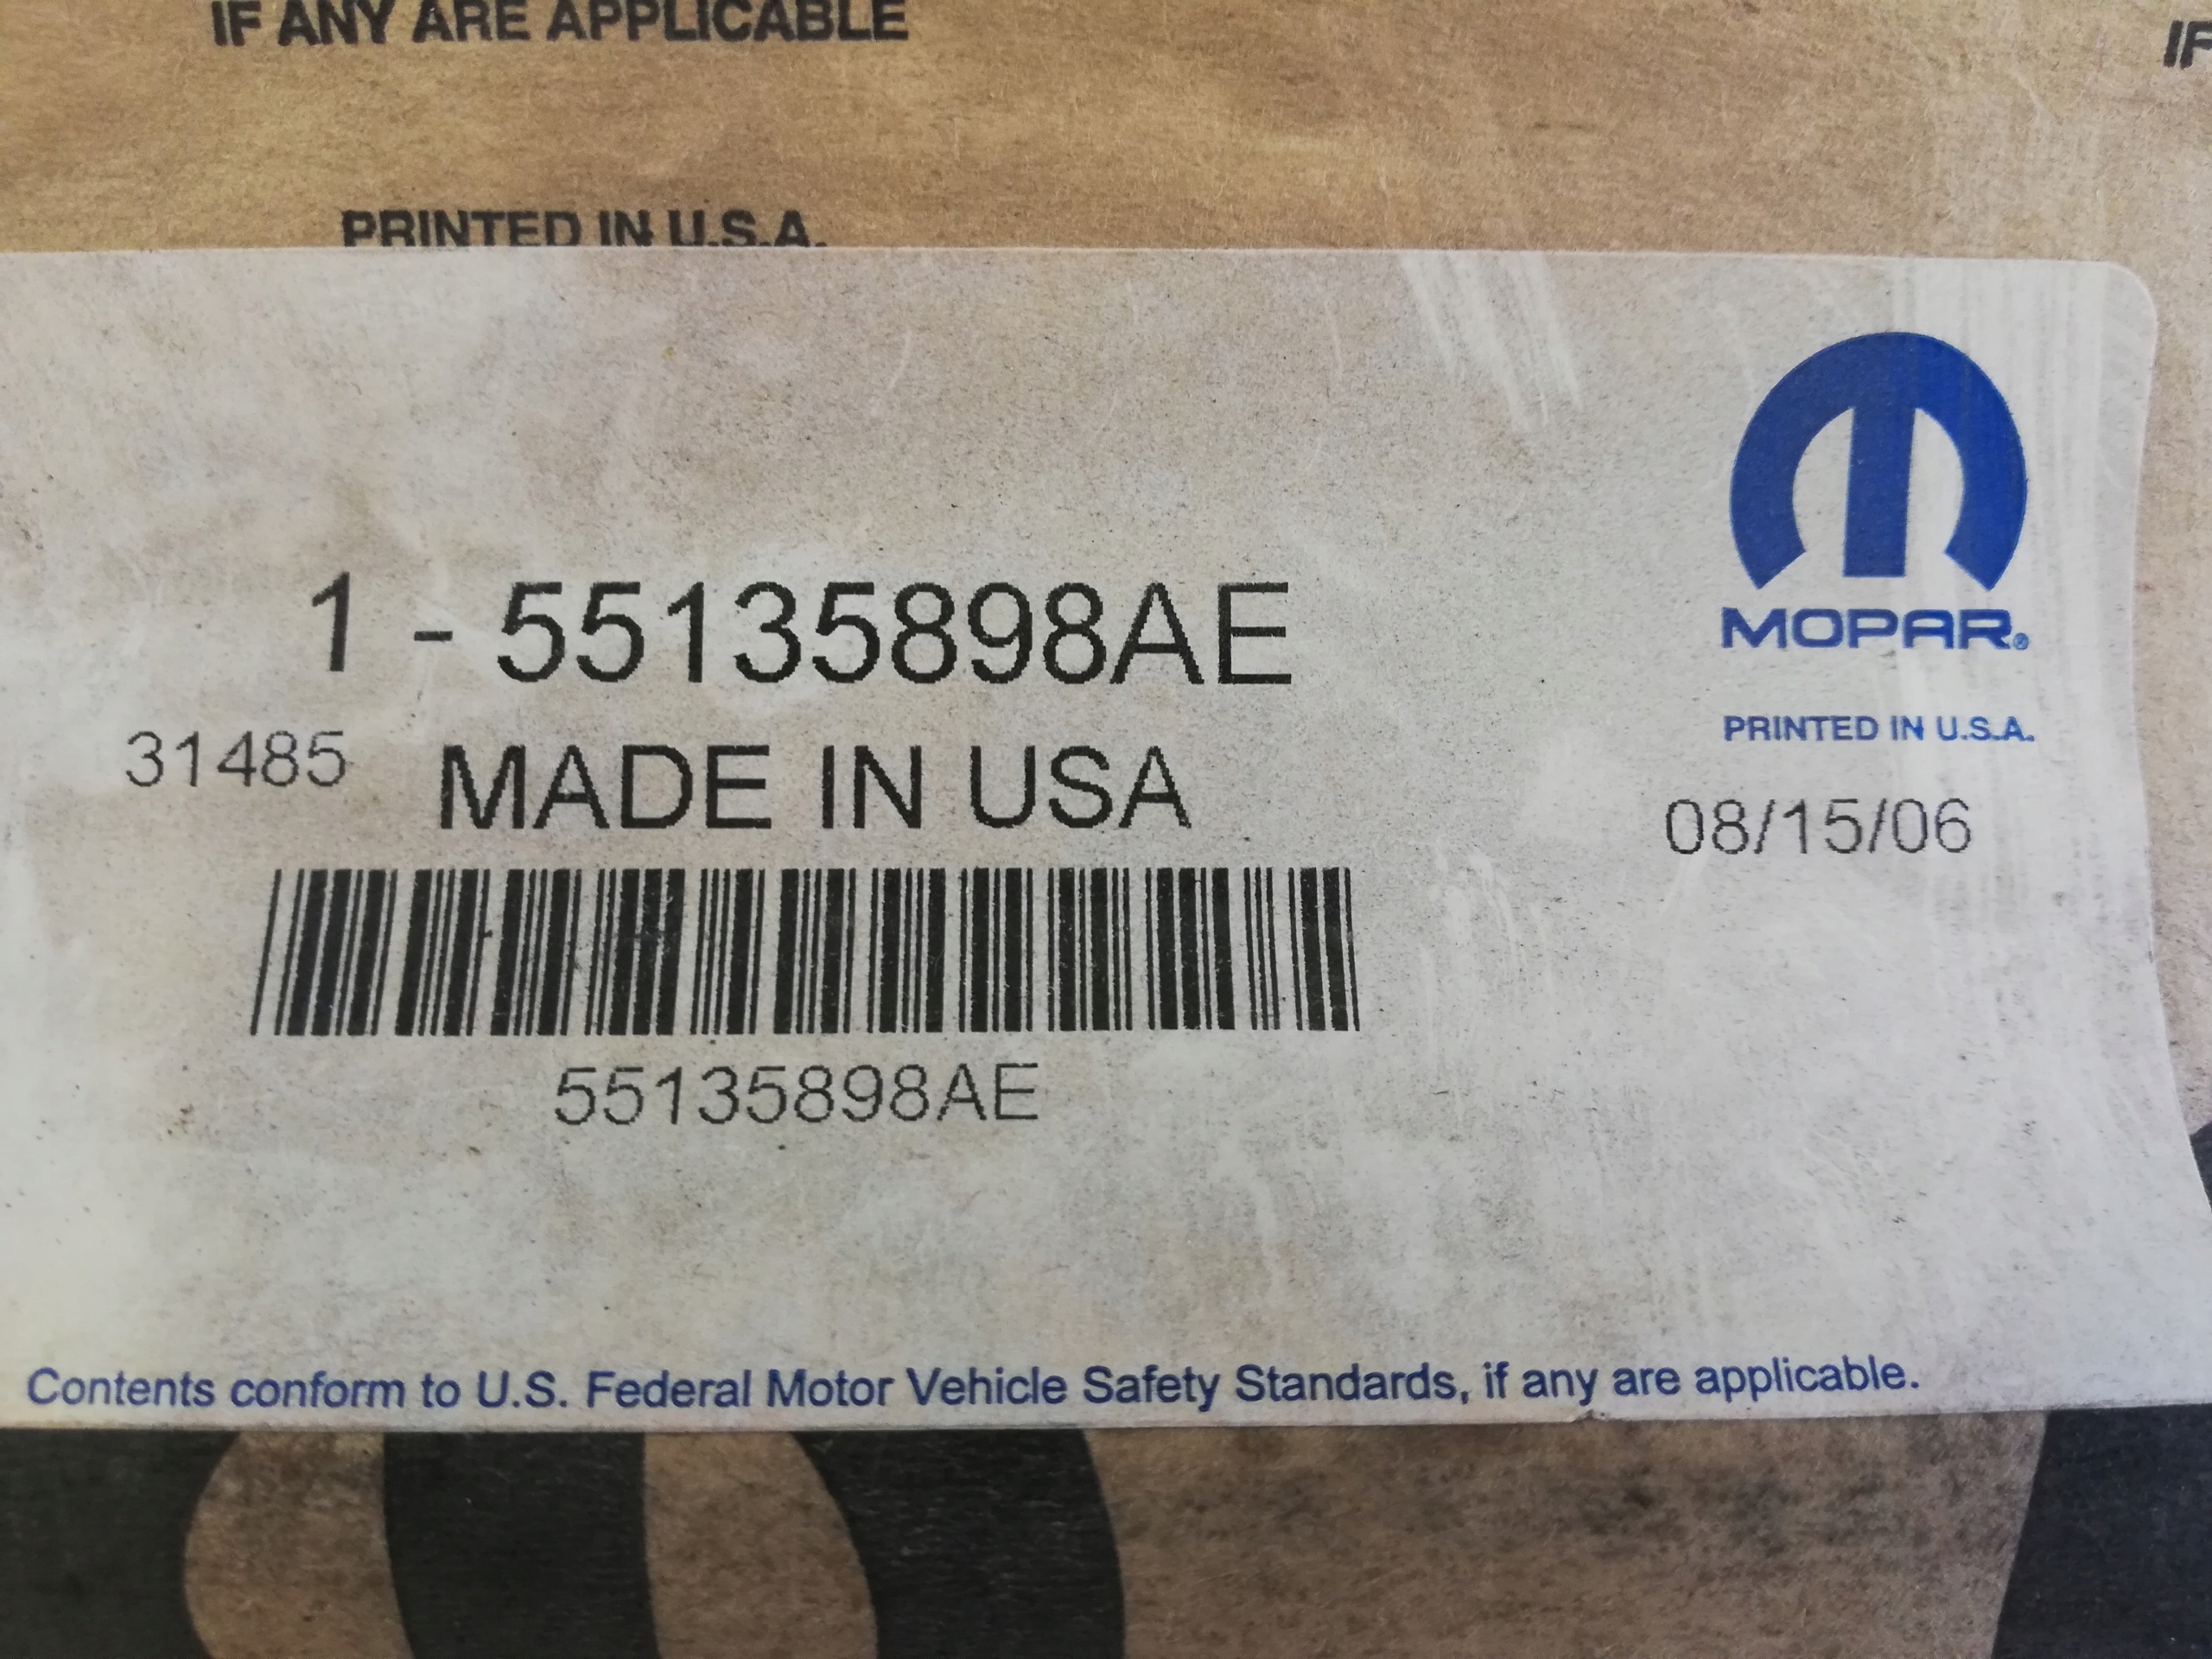 IF ANY ARE APPLICABLE
IF
PRINTED IN U.S.A.
MOPAR®
PRINTED IN U.S.A.
1 - 55135898AE
31485
MADE IN USA
08/15/06
55135898AE
Contents conform to U.S. Federal Motor Vehicle Safety Standards, if any are applicable.